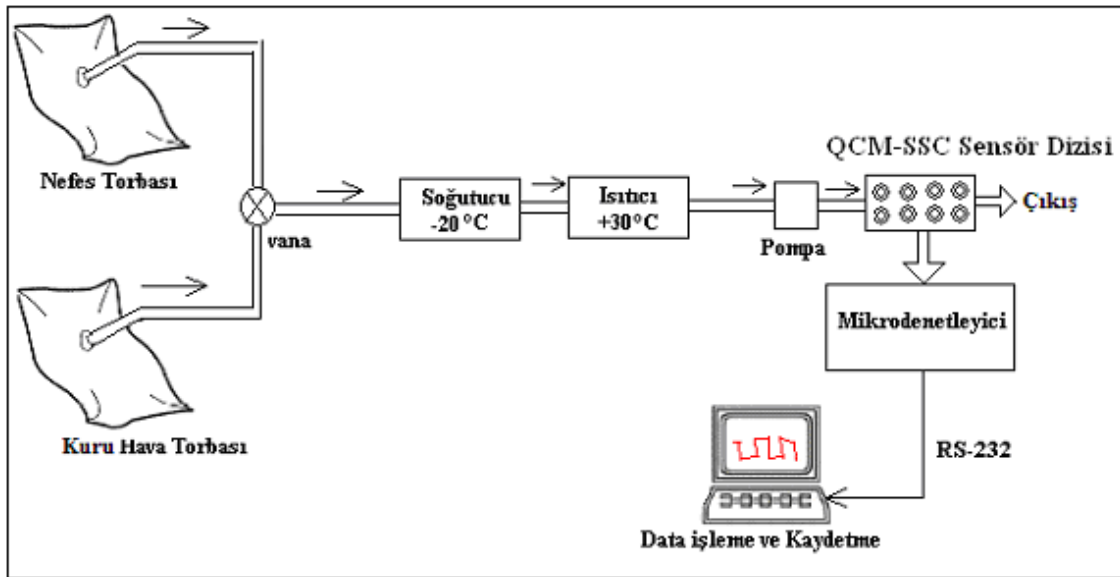 Nefes Torbası
vana
Kuru Hava Torbası
Soğutucu
-20°C
Isıtıcı
+30°C
Pompa
QCM-SSC Sensör Dizisi
Çıkış
Mikrodenetleyici
RS-232
Data işleme ve Kaydetme